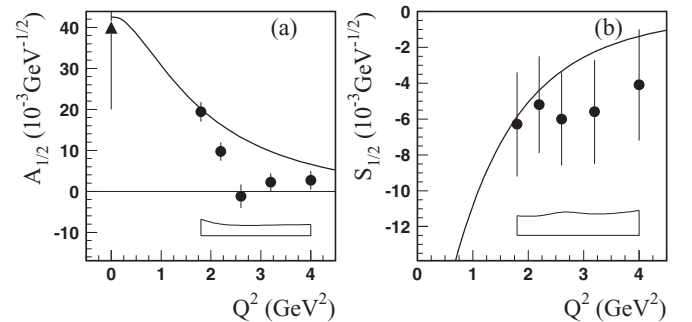 (a)
A1/2 (10-3GeV-1/2)
40
30
20
10
0
-10
0 1 2 3 4
Q2 (GeV2)
(b)
S1/2 (10-3GeV-1/2)
-0
-2
-4
-6
-8
-10
-12
0 1 2 3 4
Q2 (GeV2)